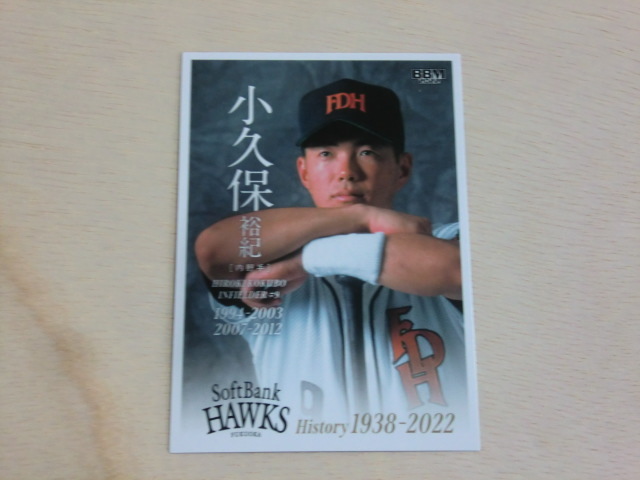 BBM
FDH
小久保
裕紀
[内野手]
HIROKI KOKUBO
INFIELDER #9
1994-2003
2007-2012
FDH
SoftBank
HAWKS
FUKUOKA
History 1938-2022